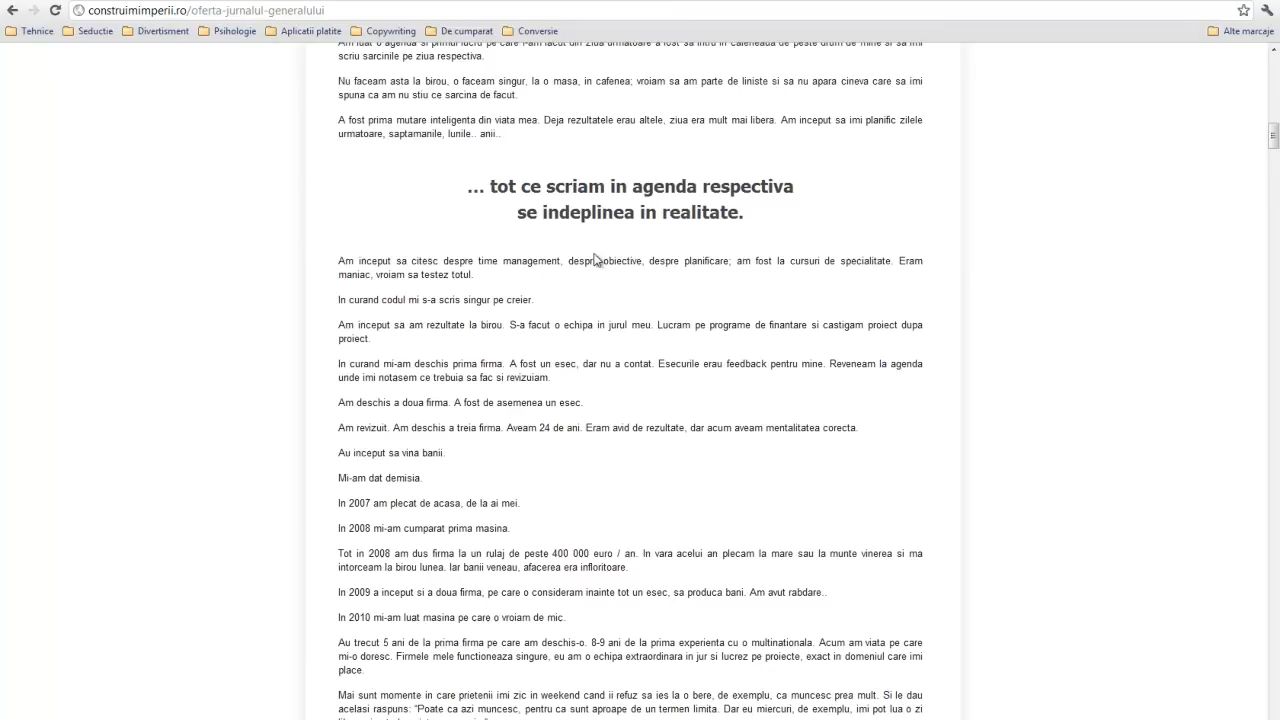 construimimperii.ro/oferta-jurnalul-generalului
Tehnice Seductie Divertisment Psihologie Aplicatii platite Copywriting De cumparat Conversie Alte marcaje
Am luat o agenda si primul lucru pe care l-am facut din ziua urmatoare a fost sa intru in cafeneaua de peste drum de mine si sa imi
scriu sarcinile pe ziua respectiva.
Nu faceam asta la birou, o faceam singur, la o masa, in cafenea; vroiam sa am parte de liniste si sa nu apara cineva care sa imi
spuna ca am nu stiu ce sarcina de facut.
A fost prima mutare inteligenta din viata mea. Deja rezultatele erau altele, ziua era mult mai libera. Am inceput sa imi planific zilele
urmatoare, saptamanile, lunile.. anii..
... tot ce scriam in agenda respectiva
se indeplinea in realitate.
Am inceput sa citesc despre time management, despre obiective, despre planificare; am fost la cursuri de specialitate. Eram
maniac, vroiam sa testez totul.
In curand codul mi s-a scris singur pe creier.
Am inceput sa am rezultate la birou. S-a facut o echipa in jurul meu. Lucram pe programe de finantare si castigam proiect dupa
proiect.
In curand mi-am deschis prima firma. A fost un esec, dar nu a contat. Esecurile erau feedback pentru mine. Reveneam la agenda
unde imi notasem ce trebuia sa fac si revizuiam.
Am deschis a doua firma. A fost de asemenea un esec.
Am revizuit. Am deschis a treia firma. Aveam 24 de ani. Eram avid de rezultate, dar acum aveam mentalitatea corecta.
Au inceput sa vina banii.
Mi-am dat demisia.
In 2007 am plecat de acasa, de la ai mei.
In 2008 mi-am cumparat prima masina.
Tot in 2008 am dus firma la un rulaj de peste 400 000 euro / an. In vara acelui an plecam la mare sau la munte vinerea si ma
intorceam la birou lunea. Iar banii veneau, afacerea era infloritoare.
In 2009 a inceput si a doua firma, pe care o consideram inainte tot un esec, sa produca bani. Am avut rabdare..
In 2010 mi-am luat masina pe care o vroiam de mic.
Au trecut 5 ani de la prima firma pe care am deschis-o. 8-9 ani de la prima experienta cu o multinationala. Acum am viata pe care
mi-o doresc. Firmele mele functioneaza singure, eu am o echipa extraordinara in jur si lucrez pe proiecte, exact in domeniul care imi
place.
Mai sunt momente in care prietenii imi zic in weekend cand ii refuz sa ies la o bere, de exemplu, ca muncesc prea mult. Si le dau
acelasi raspuns: “Poate ca azi muncesc, pentru ca sunt aproape de un termen limita. Dar eu miercuri, de exemplu, imi pot lua o zi